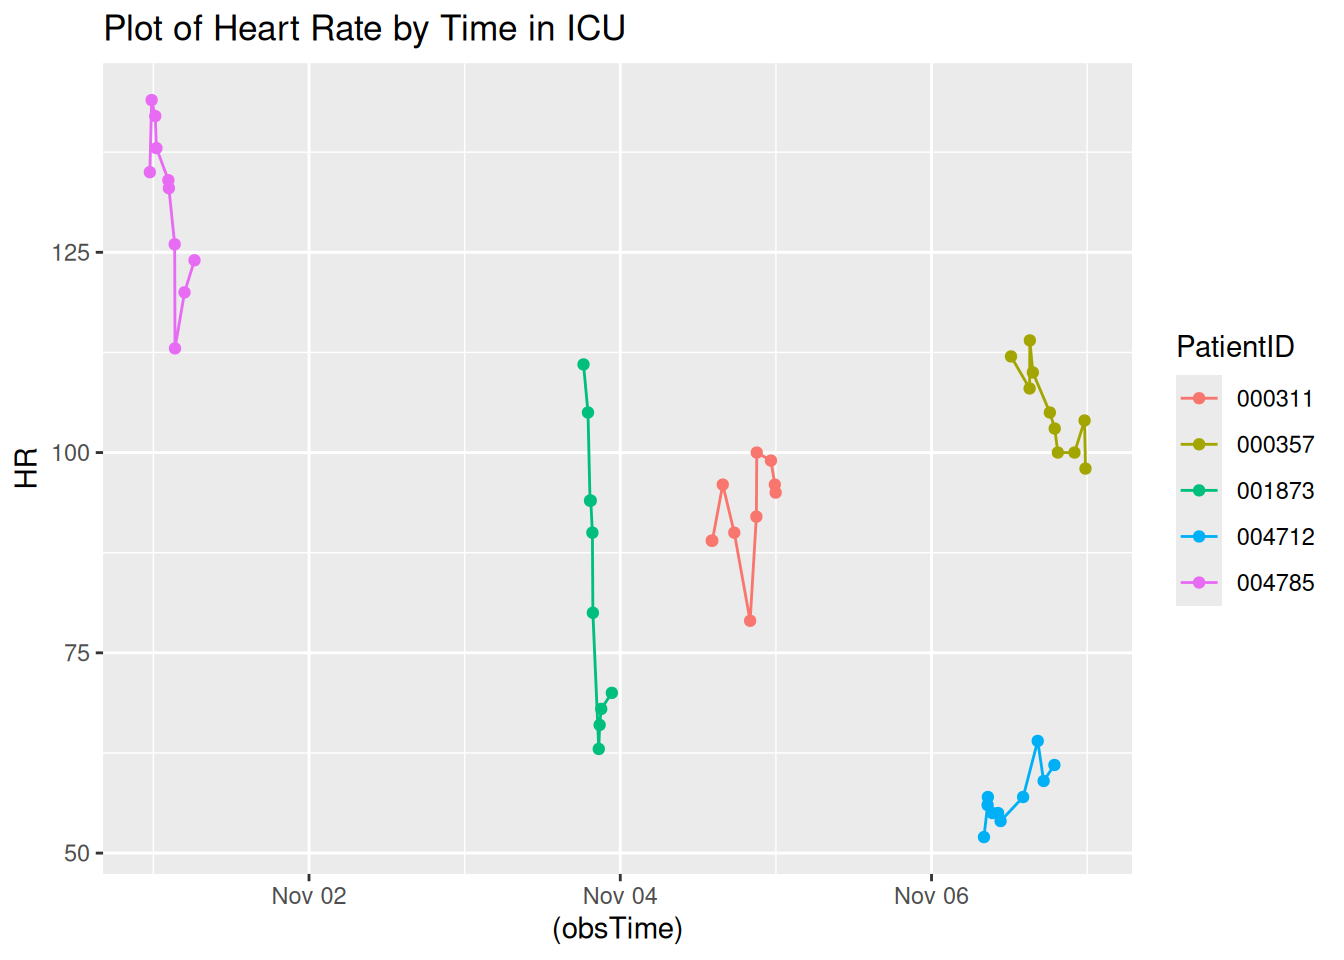 Plot of Heart Rate by Time in ICU
HR
125
100
75
50
Nov 02
Nov 04
Nov 06
(obsTime)
PatientID
000311
000357
001873
004712
004785